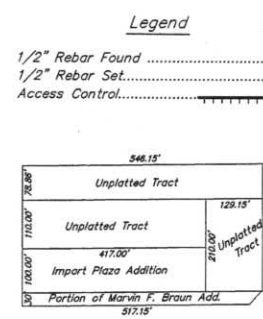 Legend
1/2" Rebar Found ..................
1/2" Rebar Set.......................
Access Control..................
546.15'
78.86'
Unplatted Tract
129.15'
110.00'
Unplatted Tract
210.00'
Unplatted
Tract
417.00'
100.00'
Import Plaza Addition
30'
Portion of Marvin F. Braun Add.
517.15'